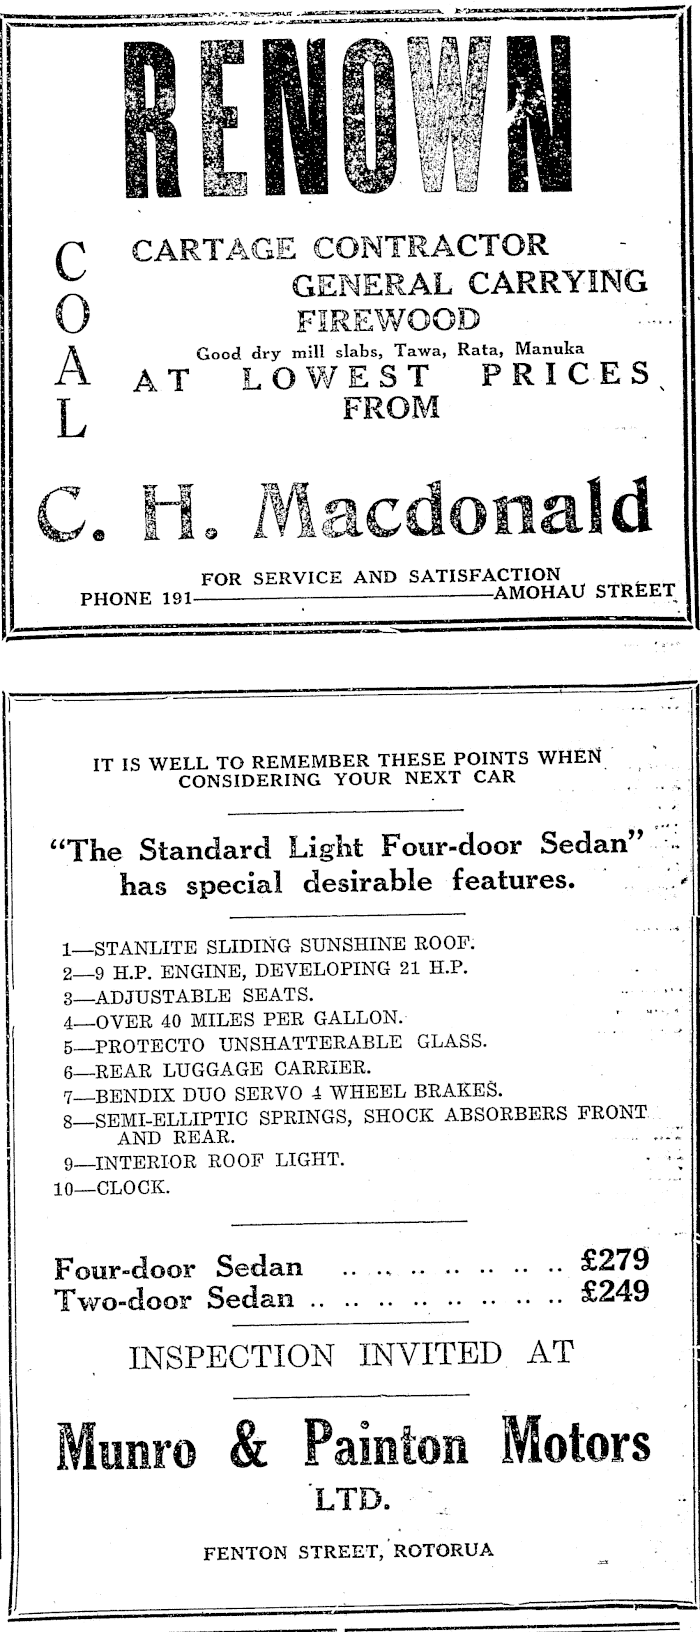 RENOWN
COAL
CARTAGE CONTRACTOR
GENERAL CARRYING
FIREWOOD
Good dry mill slabs, Tawa, Rata, Manuka
AT LOWEST PRICES
FROM
C. H. Macdonald
FOR SERVICE AND SATISFACTION
PHONE 191——AMOHAU STREET
IT IS WELL TO REMEMBER THESE POINTS WHEN
CONSIDERING YOUR NEXT CAR
"The Standard Light Four-door Sedan"
has special desirable features.
1—STANLITE SLIDING SUNSHINE ROOF.
2—9 H.P. ENGINE, DEVELOPING 21 H.P.
3—ADJUSTABLE SEATS.
4—OVER 40 MILES PER GALLON.
5—PROTECTO UNSHATTERABLE GLASS.
6—REAR LUGGAGE CARRIER.
7—BENDIX DUO SERVO 4 WHEEL BRAKES.
8—SEMI-ELLIPTIC SPRINGS, SHOCK ABSORBERS FRONT
AND REAR.
9—INTERIOR ROOF LIGHT.
10—CLOCK.
Four-door Sedan .. .. .. .. .. .. .. £279
Two-door Sedan .. .. .. .. .. .. .. .. £249
INSPECTION INVITED AT
Munro & Painton Motors
LTD.
FENTON STREET, ROTORUA